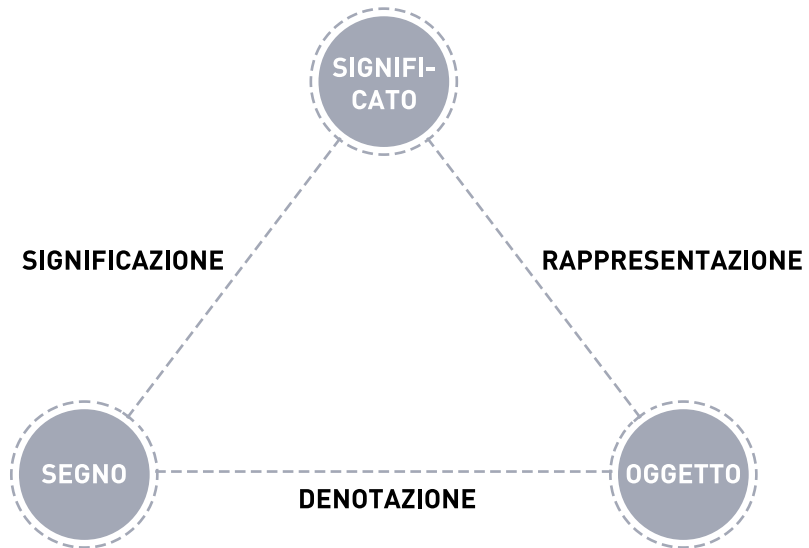 SIGNIFI-
CATO
SIGNIFICAZIONE
RAPPRESENTAZIONE
SEGNO
OGGETTO
DENOTAZIONE